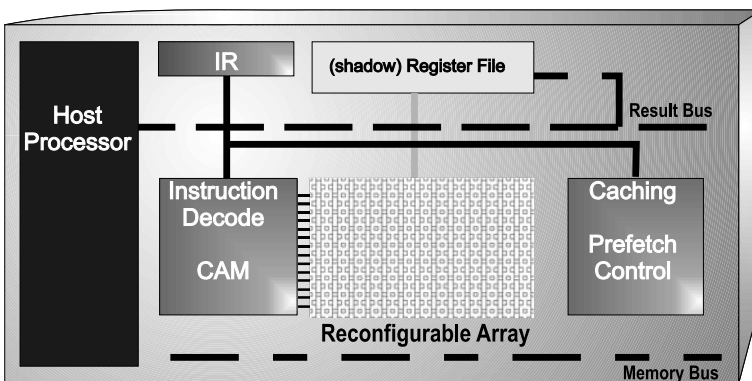 IR
(shadow) Register File
Host
Processor
Result Bus
Instruction
Decode
CAM
Caching
Prefetch
Control
Reconfigurable Array
Memory Bus